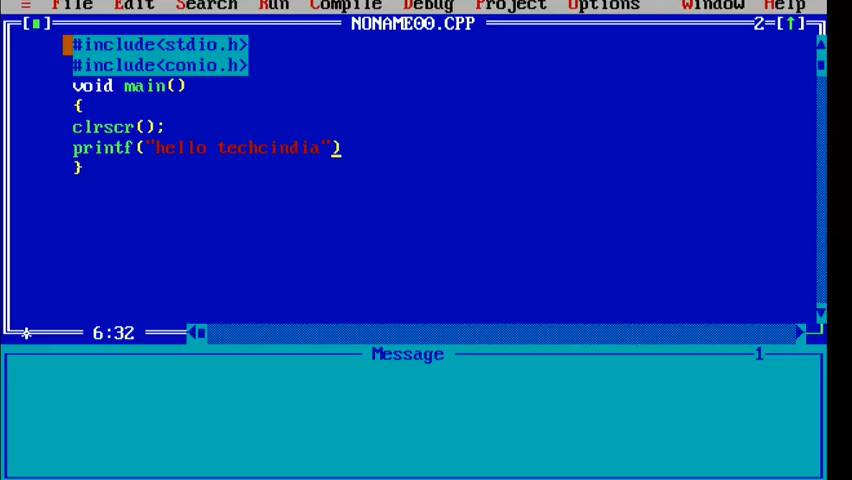 ≡ File Edit Search Run Compile Debug Project Options Window Help
[■] NONAME00.CPP 2=[↑]
#include<stdio.h>
#include<conio.h>
void main()
{
clrscr();
printf("hello techcindia")
}
6:32
Message 1